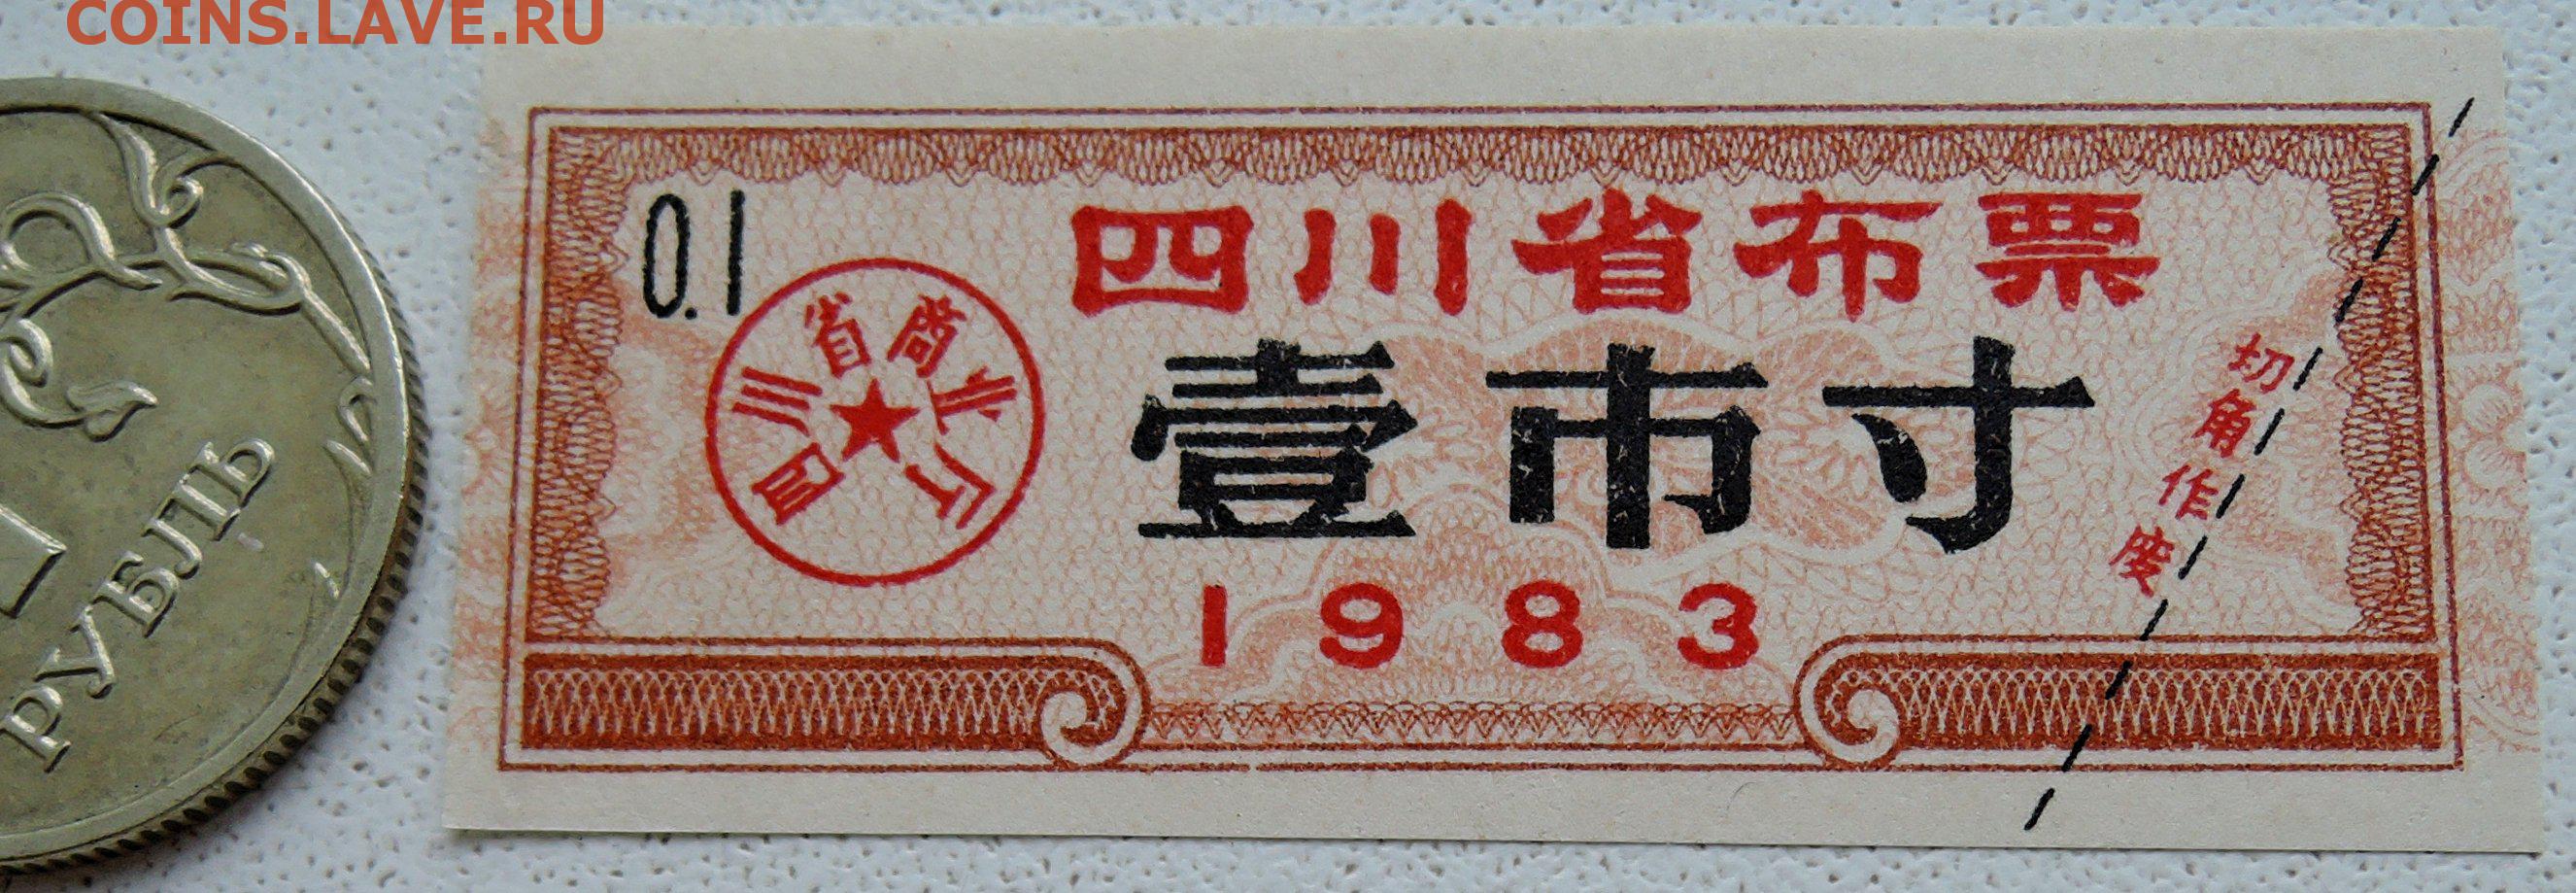 COINS.LAVE.RU
РУБЛЬ
0.1
四川省布票
四川省商业厅
壹市寸
1983
切角作废